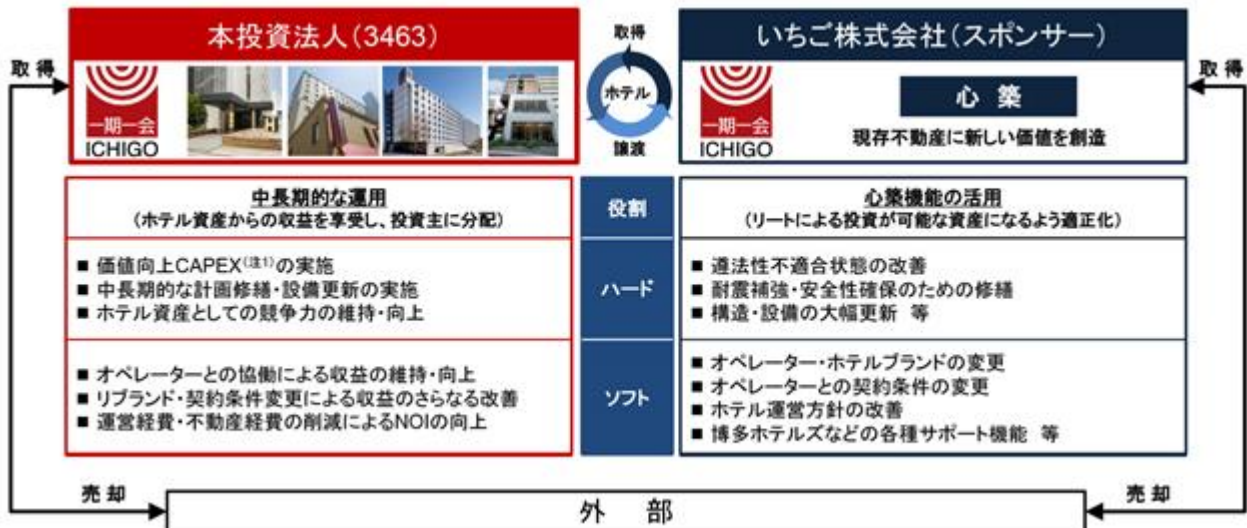 本投資法人(3463)
取得
いちご株式会社(スポンサー)
取得
取得
一期一会
ICHIGO
ホテル
譲渡
一期一会
ICHIGO
心築
現存不動産に新しい価値を創造
中長期的な運用
(ホテル資産からの収益を享受し、投資主に分配)
役割
心築機能の活用
(リートによる投資が可能な資産になるよう適正化)
■ 価値向上CAPEX(注1)の実施
■ 中長期的な計画修繕・設備更新の実施
■ ホテル資産としての競争力の維持・向上
ハード
■ 遵法性不適合状態の改善
■ 耐震補強・安全性確保のための修繕
■ 構造・設備の大幅更新 等
■ オペレーターとの協働による収益の維持・向上
■ リブランド・契約条件変更による収益のさらなる改善
■ 運営経費・不動産経費の削減によるNOIの向上
ソフト
■ オペレーター・ホテルブランドの変更
■ オペレーターとの契約条件の変更
■ ホテル運営方針の改善
■ 博多ホテルズなどの各種サポート機能 等
売却
外 部
売却